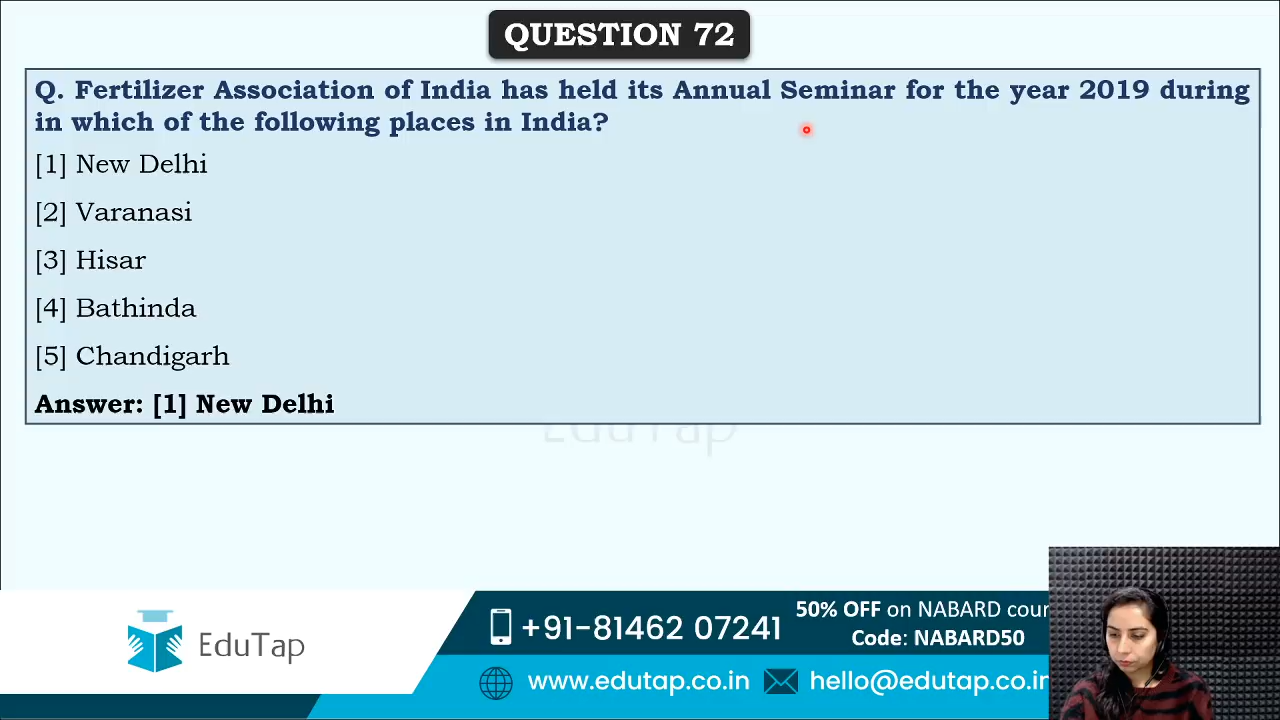 QUESTION 72
Q. Fertilizer Association of India has held its Annual Seminar for the year 2019 during
in which of the following places in India?
[1] New Delhi
[2] Varanasi
[3] Hisar
[4] Bathinda
[5] Chandigarh
Answer: [1] New Delhi
EduTap
EduTap
+91-81462 07241
50% OFF on NABARD cour
Code: NABARD50
www.edutap.co.in
hello@edutap.co.in